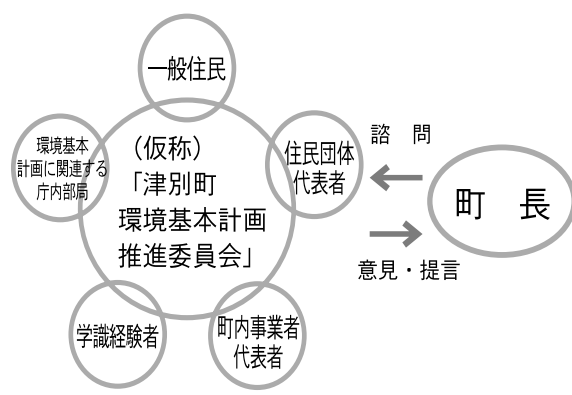 一般住民
環境基本
計画に関連する
庁内部局
（仮称）
「津別町
環境基本計画
推進委員会」
住民団体
代表者
学識経験者
町内事業者
代表者
諮　問
意見・提言
町　長